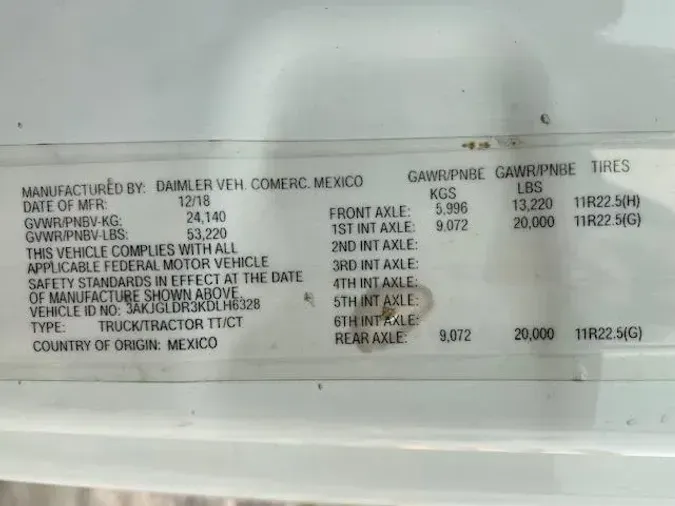 MANUFACTURED BY: DAIMLER VEH. COMERC. MEXICO
DATE OF MFR: 12/18
GVWR/PNBV-KG: 24,140
GVWR/PNBV-LBS: 53,220
THIS VEHICLE COMPLIES WITH ALL
APPLICABLE FEDERAL MOTOR VEHICLE
SAFETY STANDARDS IN EFFECT AT THE DATE
OF MANUFACTURE SHOWN ABOVE.
VEHICLE ID NO: 3AKJGLDR3KDLH6328
TYPE: TRUCK/TRACTOR TT/CT
COUNTRY OF ORIGIN: MEXICO
GAWR/PNBE GAWR/PNBE TIRES
KGS LBS
FRONT AXLE: 5,996 13,220 11R22.5(H)
1ST INT AXLE: 9,072 20,000 11R22.5(G)
2ND INT AXLE:
3RD INT AXLE:
4TH INT AXLE:
5TH INT AXLE:
6TH INT AXLE:
REAR AXLE: 9,072 20,000 11R22.5(G)